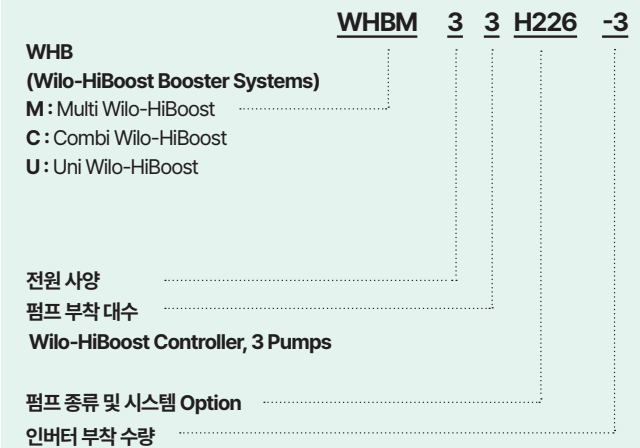 WHBM 3 3 H226 -3
WHB
(Wilo-HiBoost Booster Systems)
M : Multi Wilo-HiBoost
C : Combi Wilo-HiBoost
U : Uni Wilo-HiBoost
전원 사양
펌프 부착 대수
Wilo-HiBoost Controller, 3 Pumps
펌프 종류 및 시스템 Option
인버터 부착 수량